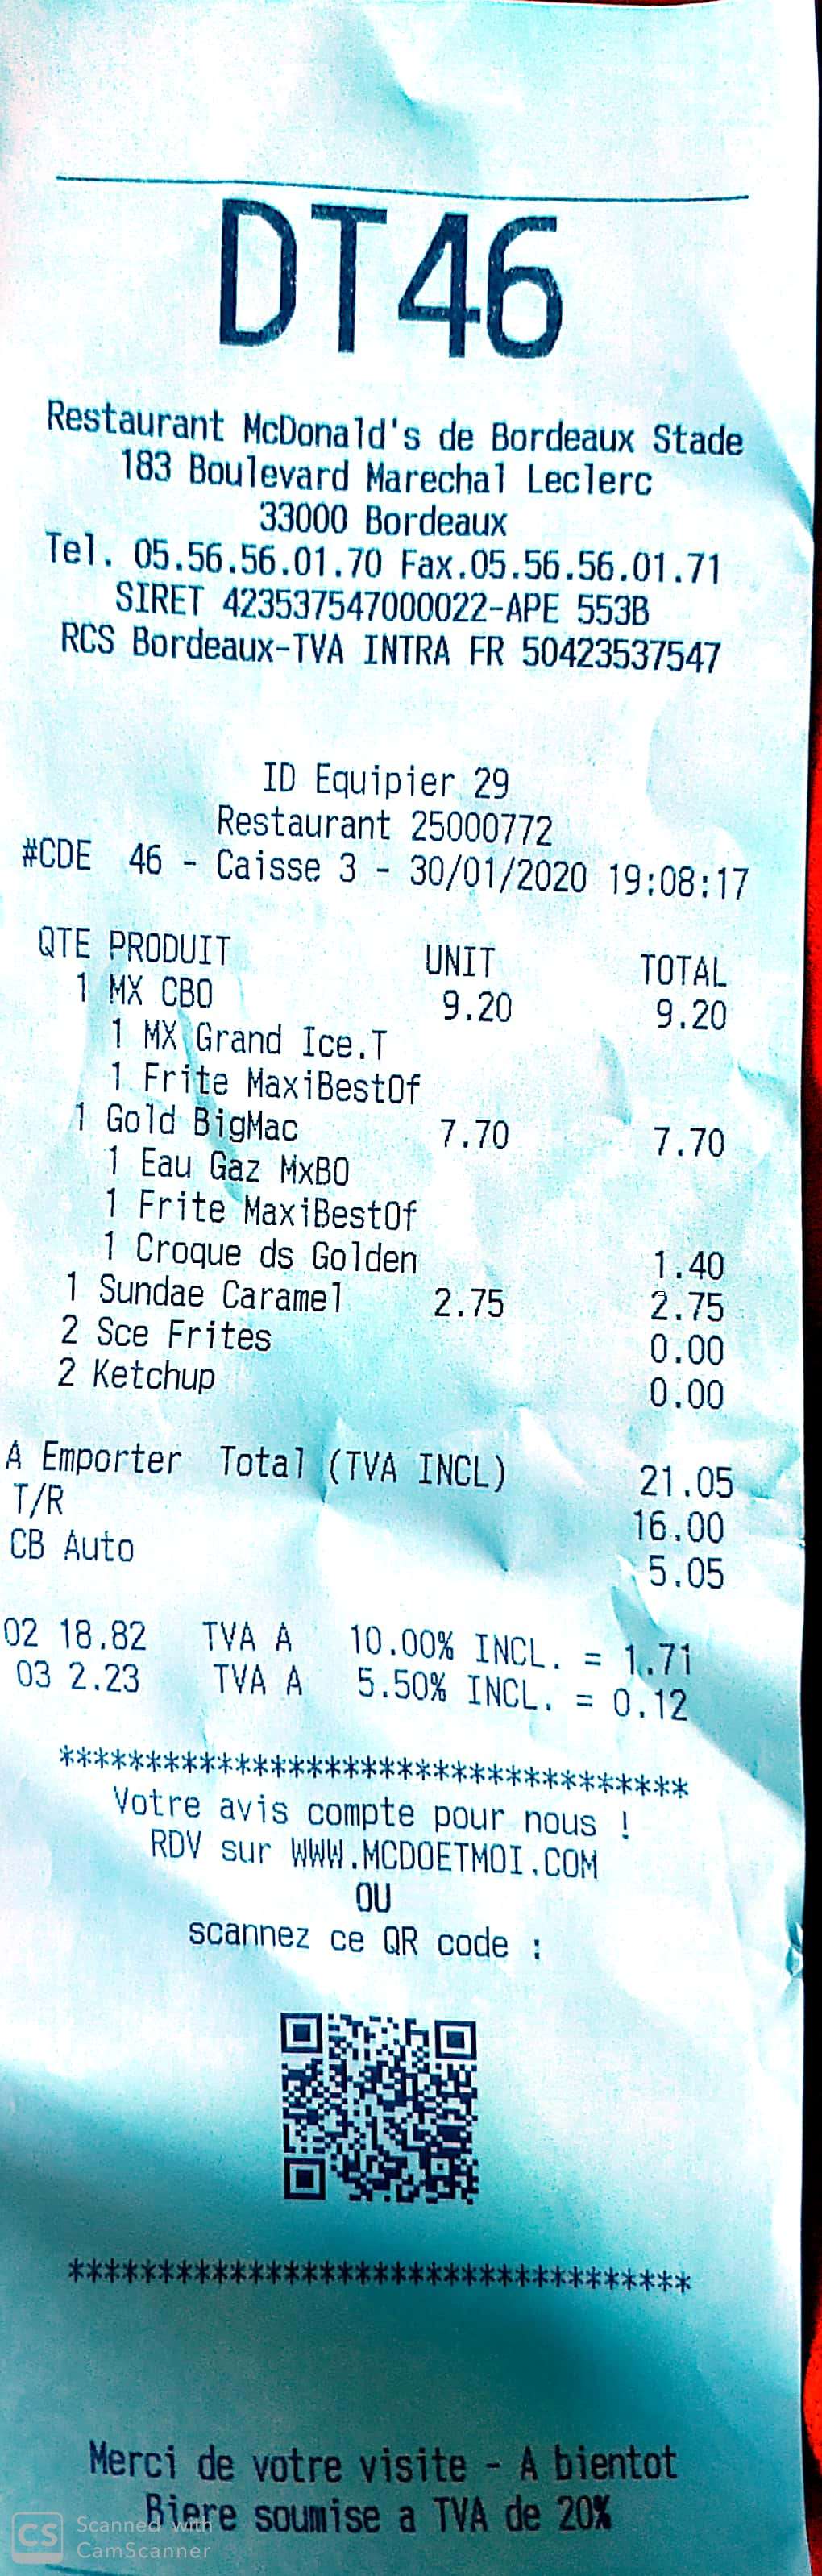 DT46
Restaurant McDonald's de Bordeaux Stade
183 Boulevard Marechal Leclerc
33000 Bordeaux
Tel. 05.56.56.01.70 Fax.05.56.56.01.71
SIRET 423537547000022-APE 553B
RCS Bordeaux-TVA INTRA FR 50423537547
ID Equipier 29
Restaurant 25000772
#CDE 46 - Caisse 3 - 30/01/2020 19:08:17
QTE PRODUIT UNIT TOTAL
1 MX CBO 9.20 9.20
1 MX Grand Ice.T
1 Frite MaxiBestOf
1 Gold BigMac 7.70 7.70
1 Eau Gaz MxBO
1 Frite MaxiBestOf
1 Croque ds Golden 1.40
1 Sundae Caramel 2.75 2.75
2 Sce Frites 0.00
2 Ketchup 0.00
A Emporter Total (TVA INCL) 21.05
T/R 16.00
CB Auto 5.05
02 18.82 TVA A 10.00% INCL. = 1.71
03 2.23 TVA A 5.50% INCL. = 0.12
************************************
Votre avis compte pour nous !
RDV sur WWW.MCDOETMOI.COM
OU
scannez ce QR code :
************************************
Merci de votre visite - A bientot
Biere soumise a TVA de 20%
CS Scanned with
CamScanner